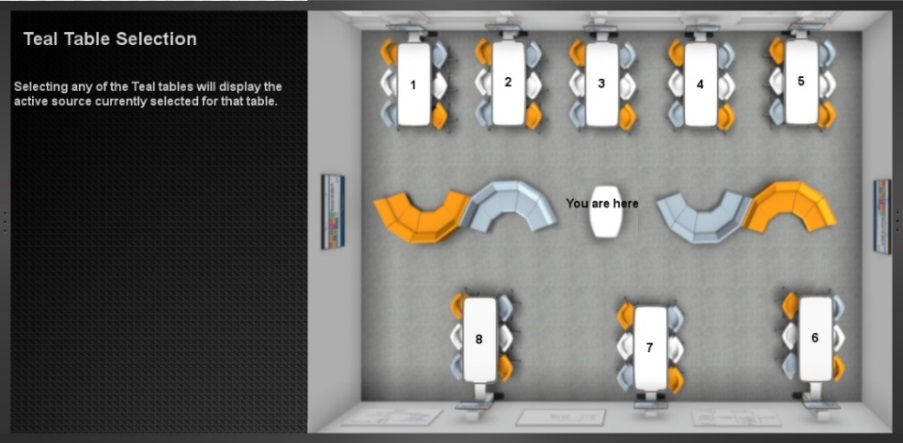 Teal Table Selection
Selecting any of the Teal tables will display the
active source currently selected for that table.
1
2
3
4
5
You are here
8
7
6